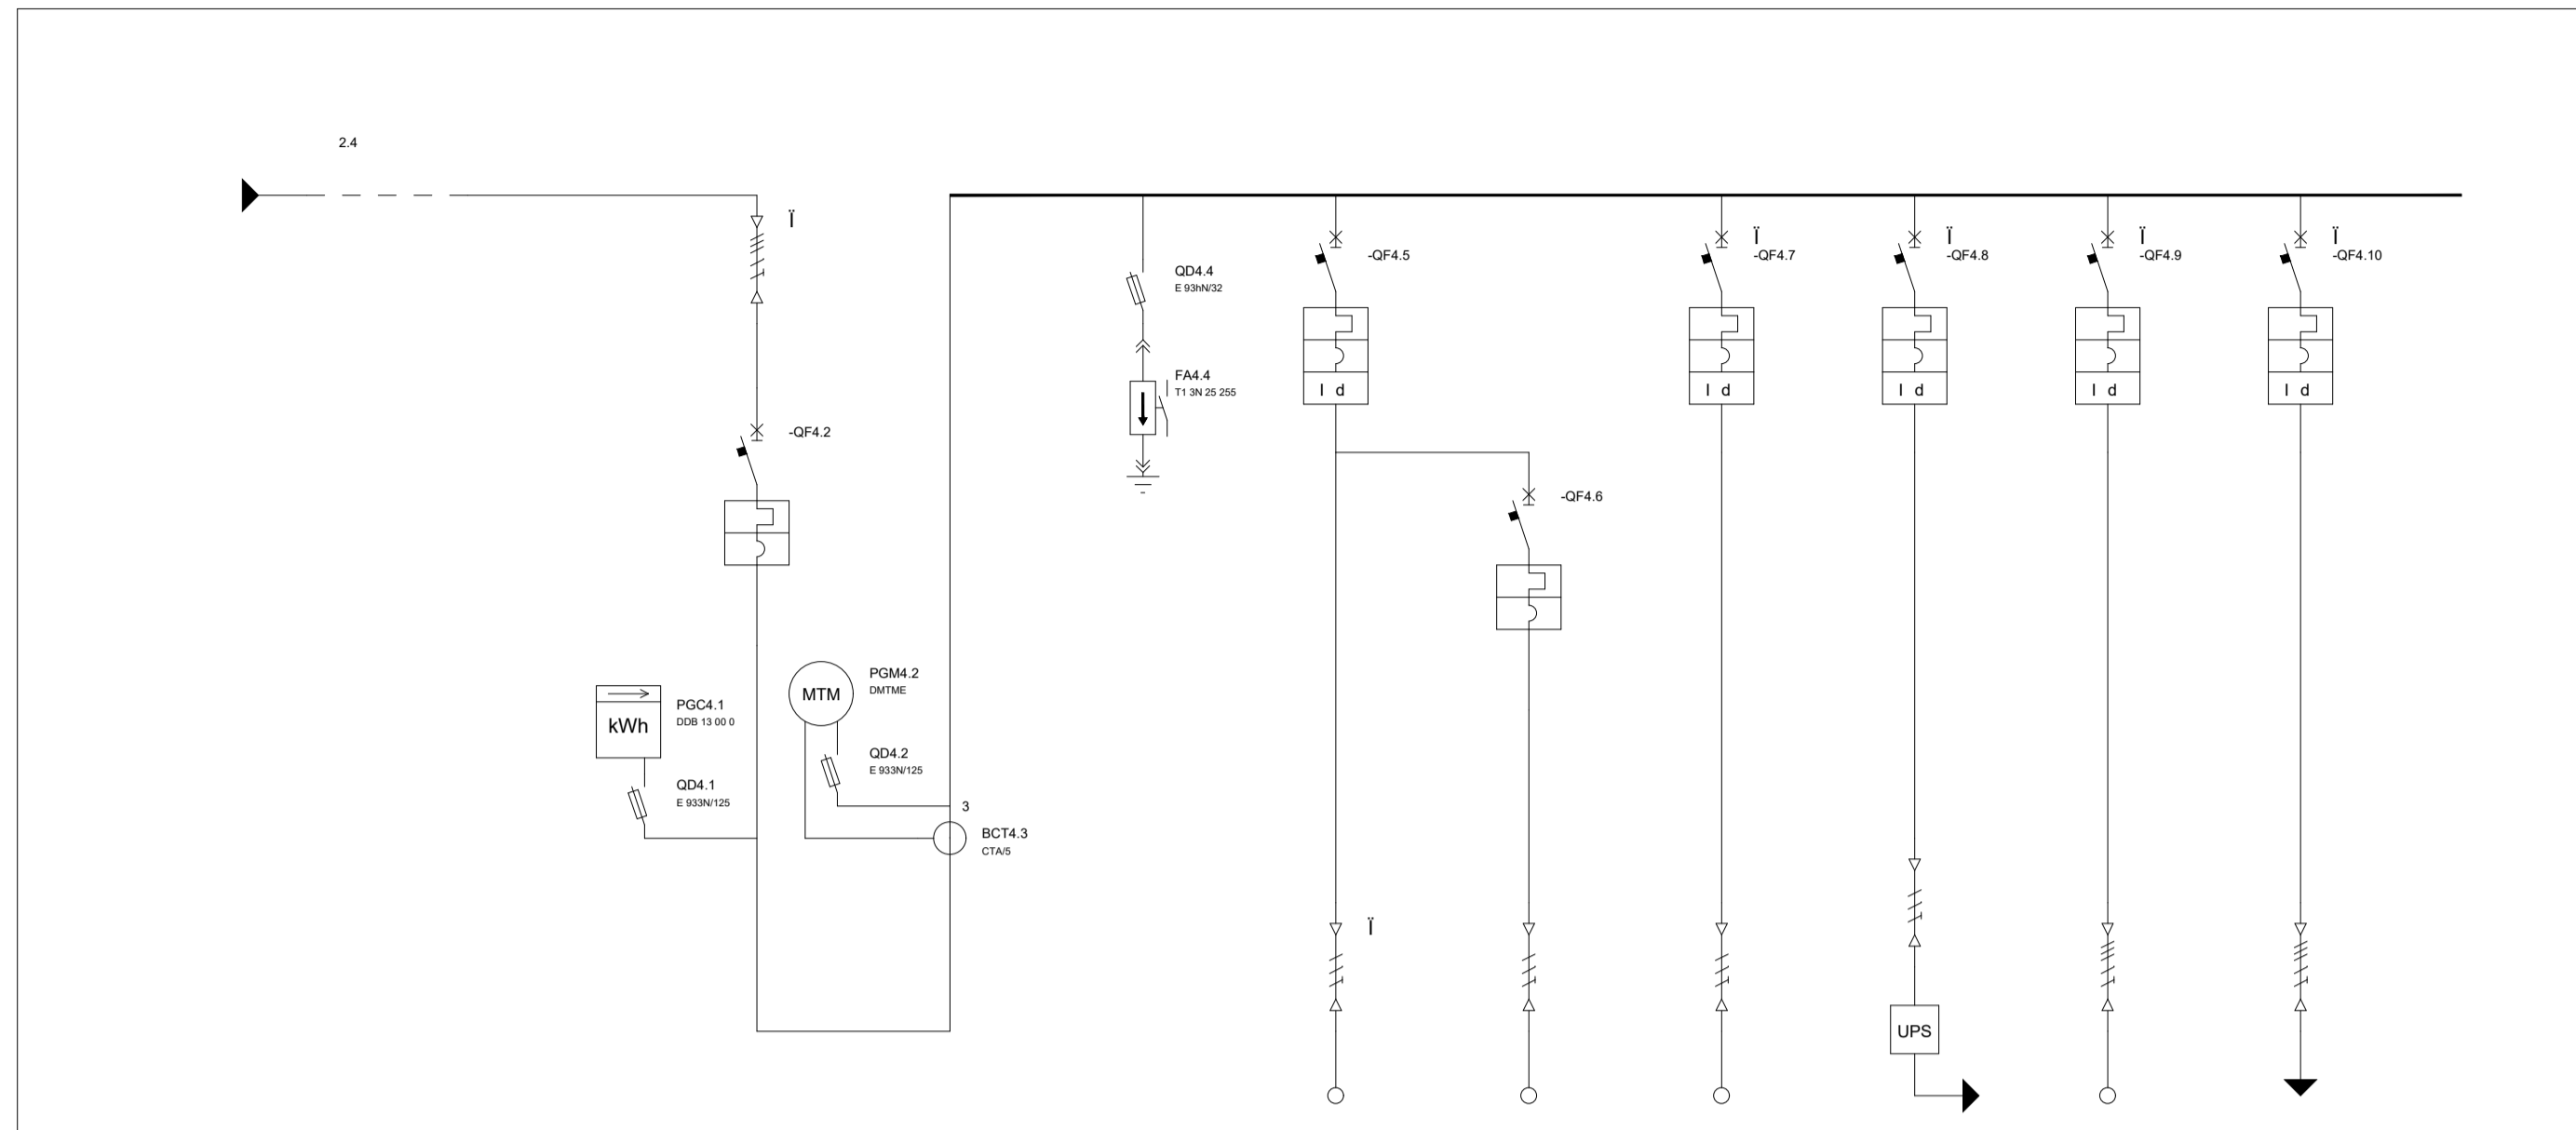 2.4
Ï
-QF4.2
PGC4.1
DDB 13 00 0
kWh
QD4.1
E 933N/125
MTM
PGM4.2
DMTME
QD4.2
E 933N/125
3
BCT4.3
CTA/5
QD4.4
E 93hN/32
FA4.4
T1 3N 25 255
-QF4.5
I d
Ï
-QF4.6
Ï
-QF4.7
I d
Ï
-QF4.8
I d
UPS
Ï
-QF4.9
I d
Ï
-QF4.10
I d